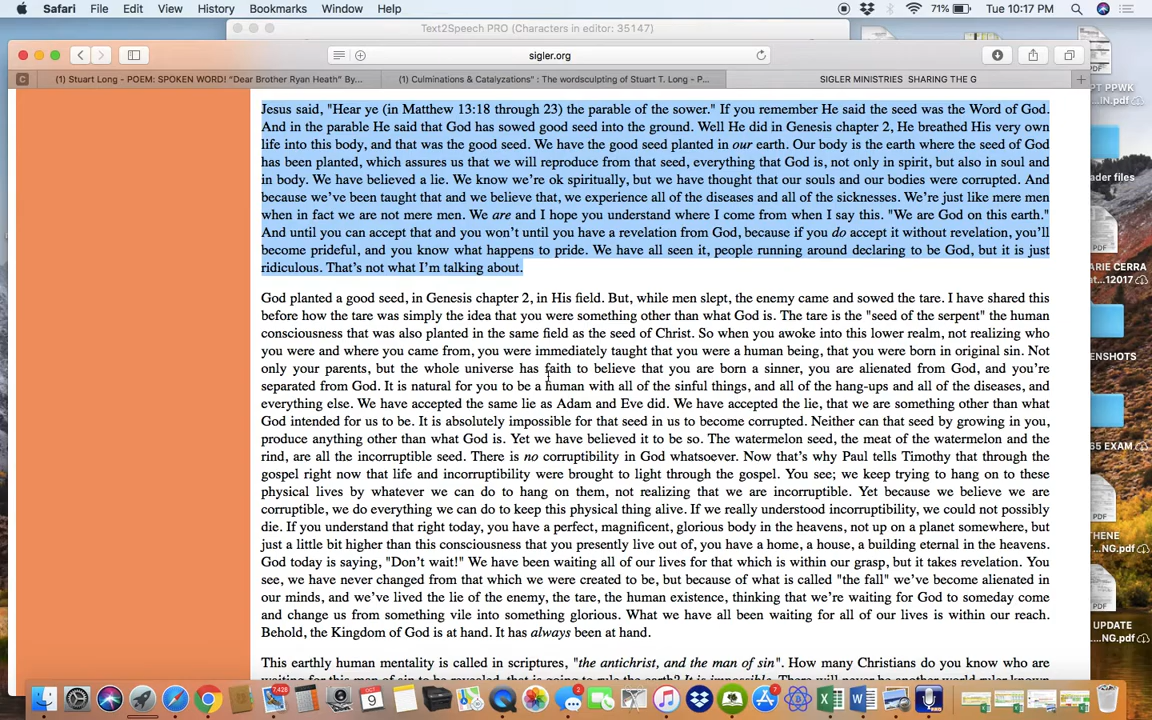 Safari File Edit View History Bookmarks Window Help 71% Tue 10:17 PM
Text2Speech PRO (Characters in editor: 35147)
sigler.org
(1) Stuart Long - POEM: SPOKEN WORD! "Dear Brother Ryan Heath" By... (1) Culminations & Catalyzations" : The wordsculpting of Stuart T. Long - P... SIGLER MINISTRIES SHARING THE G
Jesus said, "Hear ye (in Matthew 13:18 through 23) the parable of the sower." If you remember He said the seed was the Word of God.
And in the parable He said that God has sowed good seed into the ground. Well He did in Genesis chapter 2, He breathed His very own
life into this body, and that was the good seed. We have the good seed planted in our earth. Our body is the earth where the seed of God
has been planted, which assures us that we will reproduce from that seed, everything that God is, not only in spirit, but also in soul and
in body. We have believed a lie. We know we're ok spiritually, but we have thought that our souls and our bodies were corrupted. And
because we've been taught that and we believe that, we experience all of the diseases and all of the sicknesses. We're just like mere men
when in fact we are not mere men. We are and I hope you understand where I come from when I say this. "We are God on this earth."
And until you can accept that and you won't until you have a revelation from God, because if you do accept it without revelation, you'll
become prideful, and you know what happens to pride. We have all seen it, people running around declaring to be God, but it is just
ridiculous. That's not what I'm talking about.
God planted a good seed, in Genesis chapter 2, in His field. But, while men slept, the enemy came and sowed the tare. I have shared this
before how the tare was simply the idea that you were something other than what God is. The tare is the "seed of the serpent" the human
consciousness that was also planted in the same field as the seed of Christ. So when you awoke into this lower realm, not realizing who
you were and where you came from, you were immediately taught that you were a human being, that you were born in original sin. Not
only your parents, but the whole universe has faith to believe that you are born a sinner, you are alienated from God, and you're
separated from God. It is natural for you to be a human with all of the sinful things, and all of the hang-ups and all of the diseases, and
everything else. We have accepted the same lie as Adam and Eve did. We have accepted the lie, that we are something other than what
God intended for us to be. It is absolutely impossible for that seed in us to become corrupted. Neither can that seed by growing in you,
produce anything other than what God is. Yet we have believed it to be so. The watermelon seed, the meat of the watermelon and the
rind, are all the incorruptible seed. There is no corruptibility in God whatsoever. Now that's why Paul tells Timothy that through the
gospel right now that life and incorruptibility were brought to light through the gospel. You see; we keep trying to hang on to these
physical lives by whatever we can do to hang on them, not realizing that we are incorruptible. Yet because we believe we are
corruptible, we do everything we can do to keep this physical thing alive. If we really understood incorruptibility, we could not possibly
die. If you understand that right today, you have a perfect, magnificent, glorious body in the heavens, not up on a planet somewhere, but
just a little bit higher than this consciousness that you presently live out of, you have a home, a house, a building eternal in the heavens.
God today is saying, "Don't wait!" We have been waiting all of our lives for that which is within our grasp, but it takes revelation. You
see, we have never changed from that which we were created to be, but because of what is called "the fall" we've become alienated in
our minds, and we've lived the lie of the enemy, the tare, the human existence, thinking that we're waiting for God to someday come
and change us from something vile into something glorious. What we have all been waiting for all of our lives is within our reach.
Behold, the Kingdom of God is at hand. It has always been at hand.
This earthly human mentality is called in scriptures, "the antichrist, and the man of sin". How many Christians do you know who are
IN.pdf
ader files
ARIE CERRA
12017
ENSHOTS
65 EXAM
PDF
THENE
NG.pdf
UPDATE
NG.pdf
7,428
OCT
9
2
7